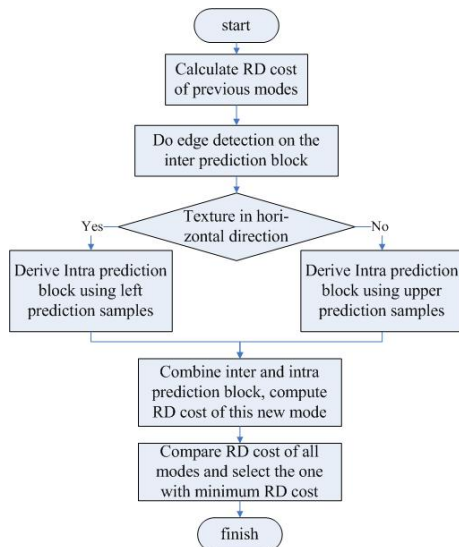 start
Calculate RD cost
of previous modes
Do edge detection on the
inter prediction block
Texture in hori-
zontal direction
Yes
No
Derive Intra prediction
block using left
prediction samples
Derive Intra prediction
block using upper
prediction samples
Combine inter and intra
prediction block, compute
RD cost of this new mode
Compare RD cost of all
modes and select the one
with minimum RD cost
finish